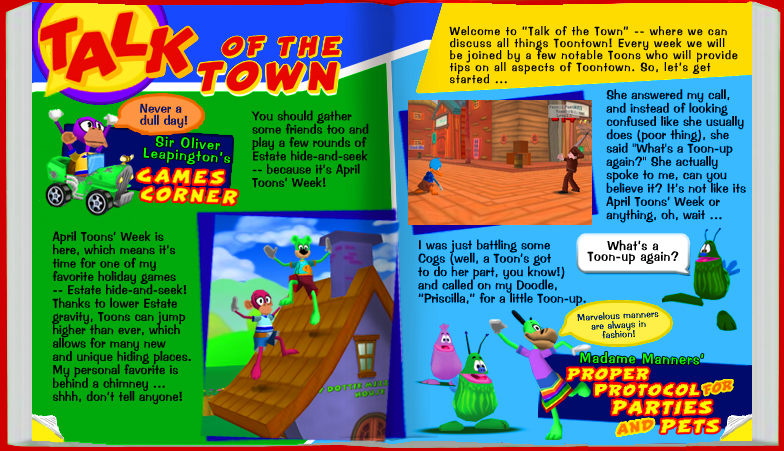 TALK
OF THE
TOWN
Never a
dull day!
Sir Oliver
Leapington's
GAMES
CORNER
You should gather
some friends too and
play a few rounds of
Estate hide-and-seek
-- because it's April
Toons' Week!
April Toons' Week is
here, which means it's
time for one of my
favorite holiday games
-- Estate hide-and-seek!
Thanks to lower Estate
gravity, Toons can jump
higher than ever, which
allows for many new
and unique hiding places.
My personal favorite is
behind a chimney ...
shhh, don't tell anyone!
Welcome to "Talk of the Town" -- where we can
discuss all things Toontown! Every week we will
be joined by a few notable Toons who will provide
tips on all aspects of Toontown. So, let's get
started ...
She answered my call,
and instead of looking
confused like she usually
does (poor thing), she
said "What's a Toon-up
again?" She actually
spoke to me, can you
believe it? It's not like its
April Toons' Week or
anything, oh, wait ...
I was just battling some
Cogs (well, a Toon's got
to do her part, you know!)
and called on my Doodle,
"Priscilla," for a little Toon-up.
What's a
Toon-up again?
Marvelous manners
are always in
fashion!
Madame Manners'
PROPER
PROTOCOL FOR
PARTIES
AND PETS